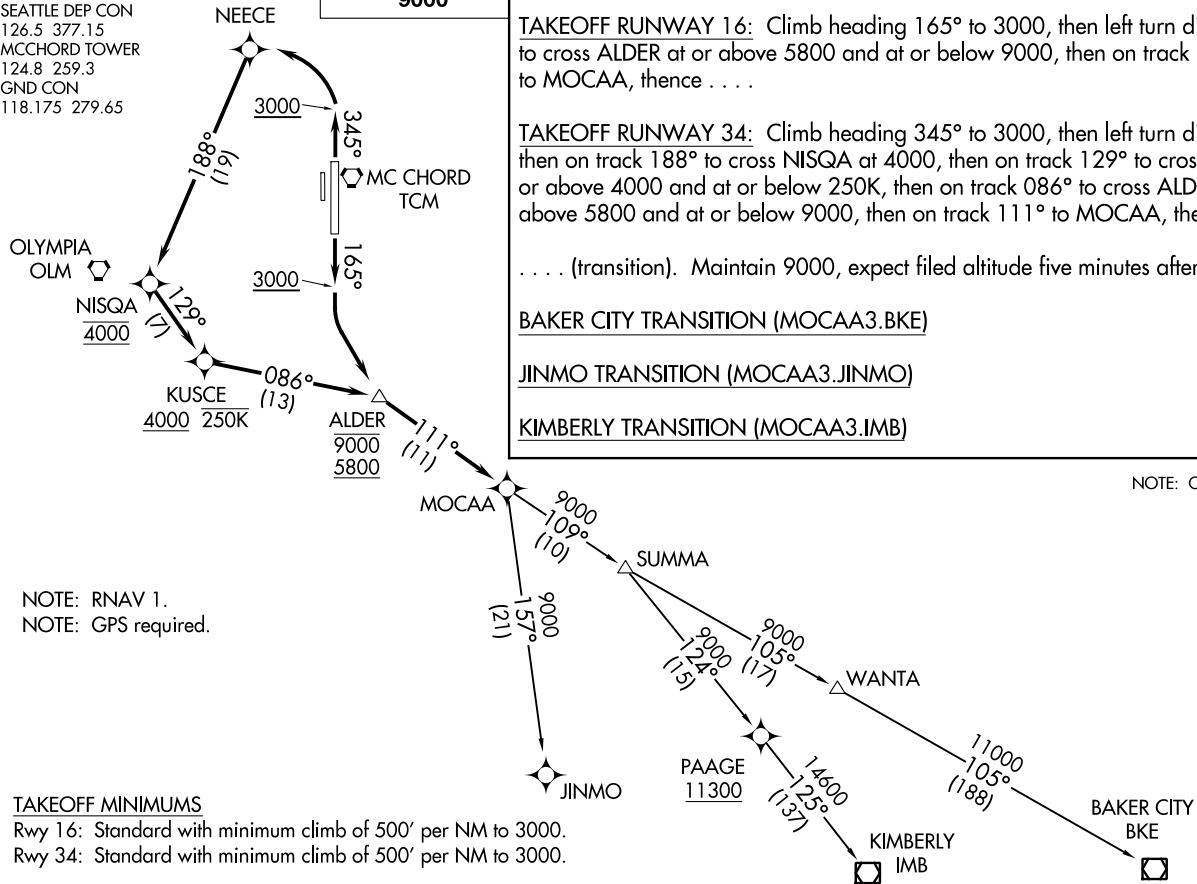 SEATTLE DEP CON
126.5 377.15
MCCHORD TOWER
124.8 259.3
GND CON
118.175 279.65
9000
TAKEOFF RUNWAY 16: Climb heading 165° to 3000, then left turn
to cross ALDER at or above 5800 and at or below 9000, then on track
to MOCAA, thence . . . .
TAKEOFF RUNWAY 34: Climb heading 345° to 3000, then left turn
then on track 188° to cross NISQA at 4000, then on track 129° to
or above 4000 and at or below 250K, then on track 086° to cross
above 5800 and at or below 9000, then on track 111° to MOCAA,
. . . . (transition). Maintain 9000, expect filed altitude five minutes after
BAKER CITY TRANSITION (MOCAA3.BKE)
JINMO TRANSITION (MOCAA3.JINMO)
KIMBERLY TRANSITION (MOCAA3.IMB)
NOTE:
NEECE
3000
345°
188°
(19)
MC CHORD
TCM
165°
3000
OLYMPIA
OLM
NISQA
4000
129°
(7)
KUSCE
4000 250K
086°
(13)
ALDER
9000
5800
111°
(11)
MOCAA
9000
109°
(10)
SUMMA
9000
157°
(21)
JINMO
9000
124°
(15)
9000
105°
(17)
WANTA
PAAGE
11300
14600
125°
(137)
KIMBERLY
IMB
11000
105°
(188)
BAKER CITY
BKE
NOTE: RNAV 1.
NOTE: GPS required.
TAKEOFF MINIMUMS
Rwy 16: Standard with minimum climb of 500' per NM to 3000.
Rwy 34: Standard with minimum climb of 500' per NM to 3000.